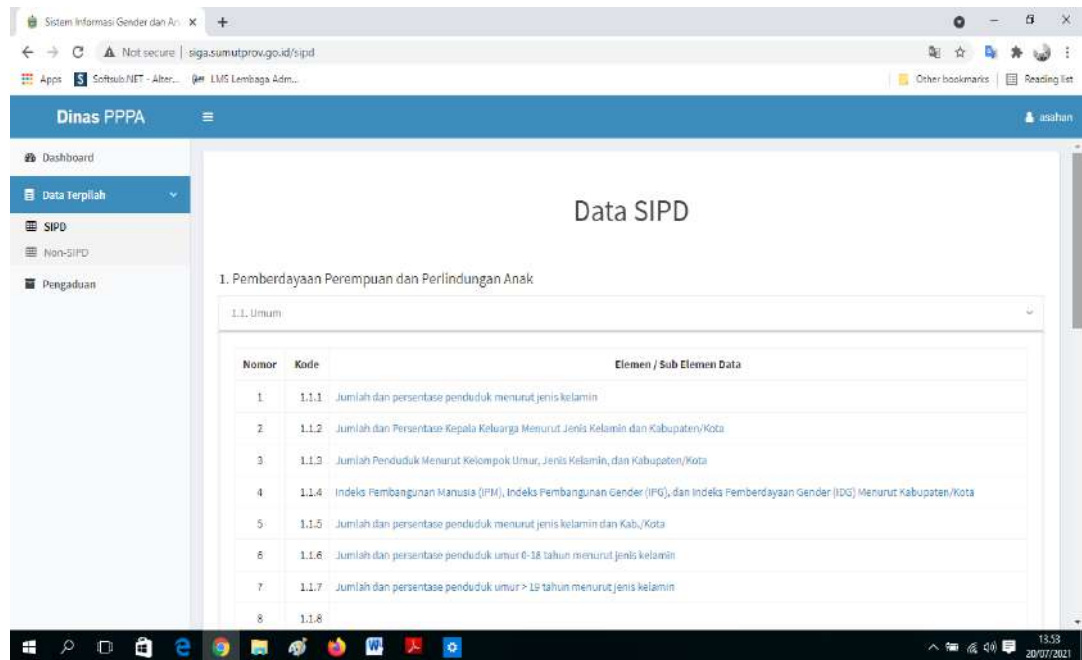 Sistem Informasi Gender dan An
Not secure | siga.sumutprov.go.id/sipd
Apps Softsub.NET - Alter... LMS Lembaga Adm... Other bookmarks Reading list
Dinas PPPA asahan
Dashboard
Data Terpilah
SIPD
Non-SIPD
Pengaduan
Data SIPD
1. Pemberdayaan Perempuan dan Perlindungan Anak
1.1. Umum
Nomor Kode Elemen / Sub Elemen Data
1 1.1.1 Jumlah dan persentase penduduk menurut jenis kelamin
2 1.1.2 Jumlah dan Persentase Kepala Keluarga Menurut Jenis Kelamin dan Kabupaten/Kota
3 1.1.3 Jumlah Penduduk Menurut Kelompok Umur, Jenis Kelamin, dan Kabupaten/Kota
4 1.1.4 Indeks Pembangunan Manusia (IPM), Indeks Pembangunan Gender (IPG), dan Indeks Pemberdayaan Gender (IDG) Menurut Kabupaten/Kota
5 1.1.5 Jumlah dan persentase penduduk menurut jenis kelamin dan Kab./Kota
6 1.1.6 Jumlah dan persentase penduduk umur 0-18 tahun menurut jenis kelamin
7 1.1.7 Jumlah dan persentase penduduk umur > 19 tahun menurut jenis kelamin
8 1.1.8
13.53
20/07/2021